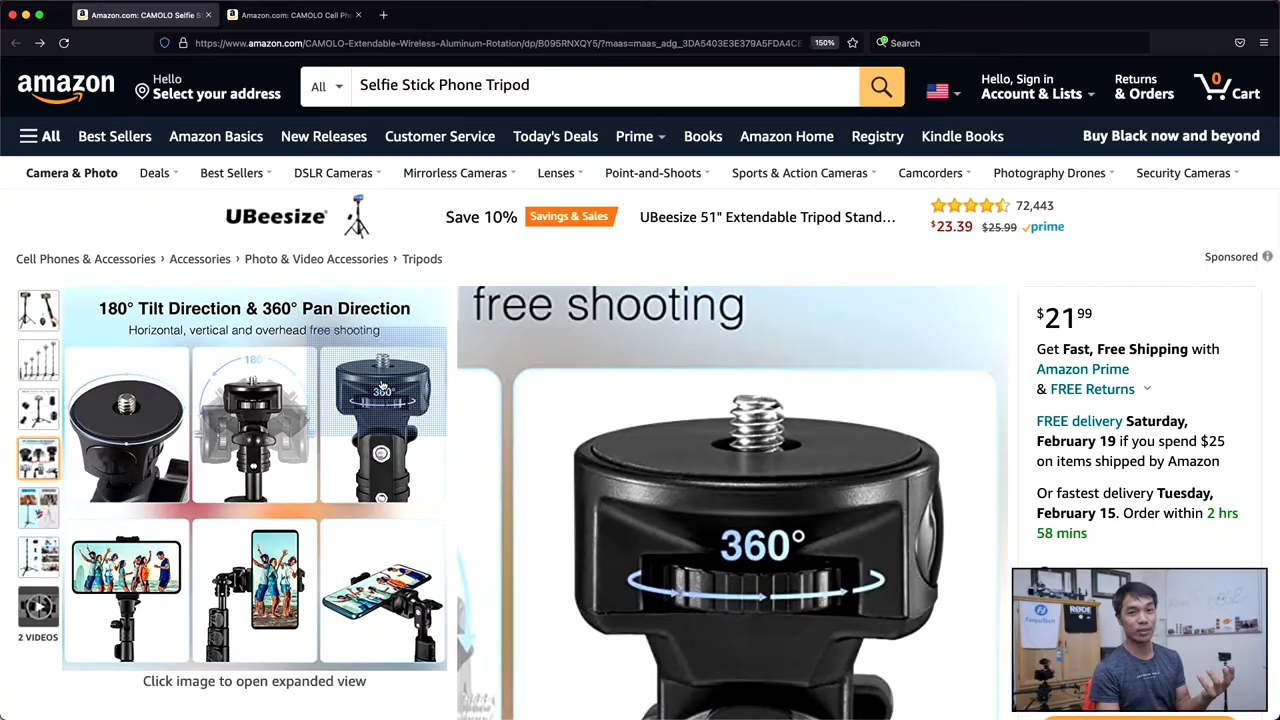 Amazon.com: CAMOLO Selfie S
Amazon.com: CAMOLO Cell Ph
https://www.amazon.com/CAMOLO-Extendable-Wireless-Aluminum-Rotation/dp/B095RNXQY5/?maas=maas_adg_3DA5403E3E379A5FDA4CE
150%
Search
amazon
Hello
Select your address
All
Selfie Stick Phone Tripod
Hello, Sign in
Account & Lists
Returns
& Orders
0
Cart
All
Best Sellers
Amazon Basics
New Releases
Customer Service
Today's Deals
Prime
Books
Amazon Home
Registry
Kindle Books
Buy Black now and beyond
Camera & Photo
Deals
Best Sellers
DSLR Cameras
Mirrorless Cameras
Lenses
Point-and-Shoots
Sports & Action Cameras
Camcorders
Photography Drones
Security Cameras
UBeesize®
Save 10%
Savings & Sales
UBeesize 51" Extendable Tripod Stand…
72,443
$23.39 $25.99 prime
Cell Phones & Accessories › Accessories › Photo & Video Accessories › Tripods
Sponsored
180° Tilt Direction & 360° Pan Direction
Horizontal, vertical and overhead free shooting
180°
360°
2 VIDEOS
Click image to open expanded view
free shooting
360°
$21 99
Get Fast, Free Shipping with
Amazon Prime
& FREE Returns
FREE delivery Saturday,
February 19 if you spend $25
on items shipped by Amazon
Or fastest delivery Tuesday,
February 15. Order within 2 hrs
58 mins
RØDE